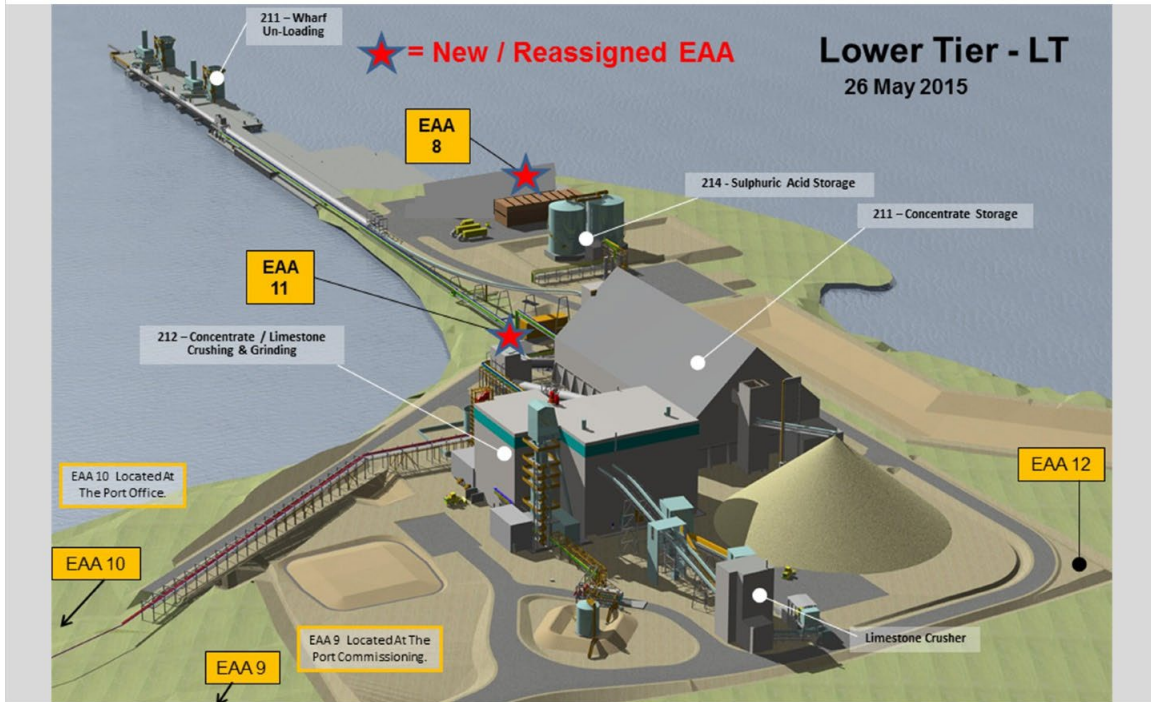 211 – Wharf
Un-Loading
= New / Reassigned EAA
Lower Tier - LT
26 May 2015
EAA
8
214 - Sulphuric Acid Storage
211 – Concentrate Storage
EAA
11
212 – Concentrate / Limestone
Crushing & Grinding
EAA 10 Located At
The Port Office.
EAA 12
EAA 10
EAA 9 Located At The
Port Commissioning.
Limestone Crusher
EAA 9